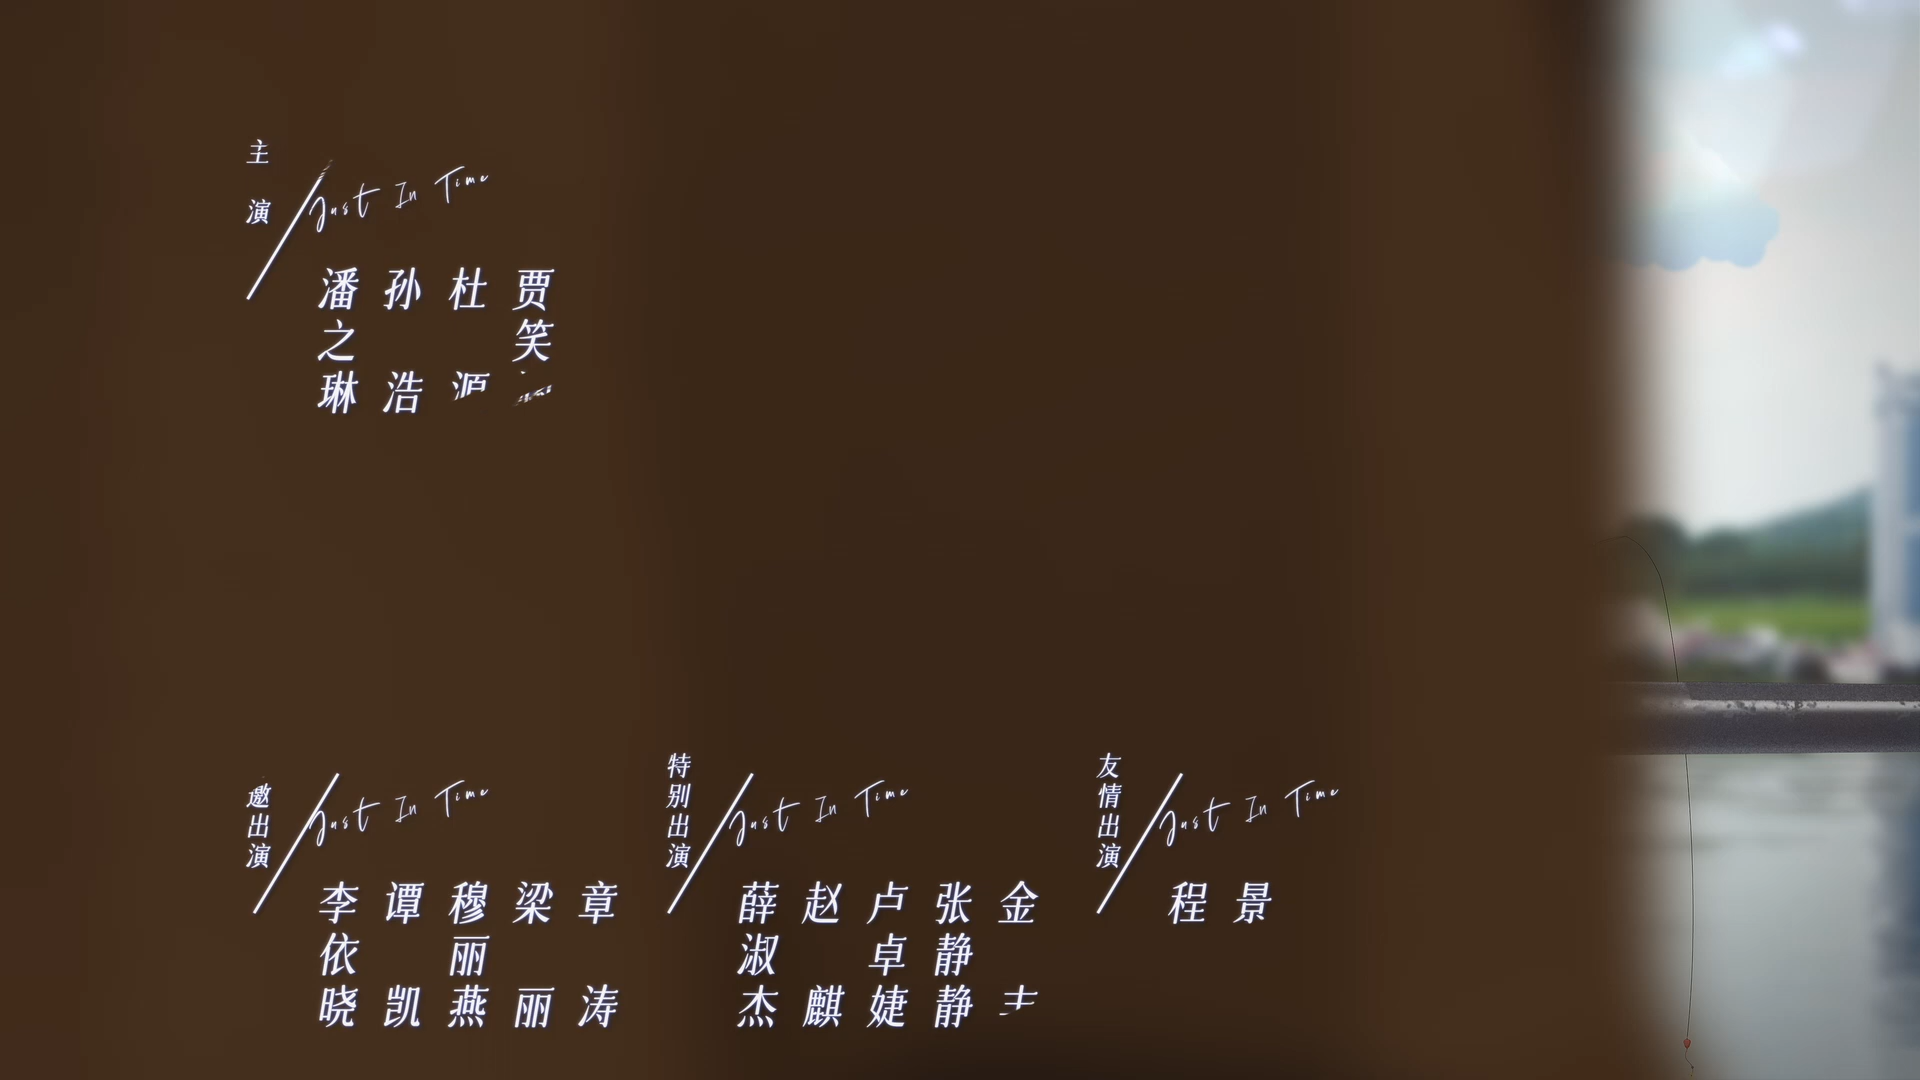 主演
Just In Time
潘之琳
孙浩
杜源
贾笑
邀出演
Just In Time
李依晓
谭凯
穆丽燕
梁丽
章涛
特别出演
Just In Time
薛淑杰
赵麒
卢卓婕
张静静
金
友情出演
Just In Time
程
景